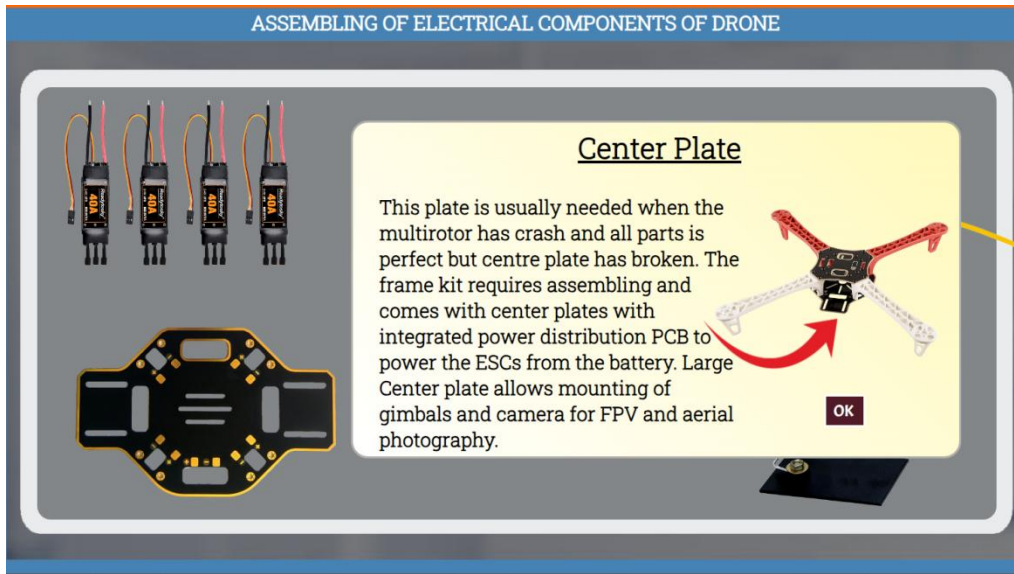 ASSEMBLING OF ELECTRICAL COMPONENTS OF DRONE
40A
40A
40A
40A
Center Plate
This plate is usually needed when the
multirotor has crash and all parts is
perfect but centre plate has broken. The
frame kit requires assembling and
comes with center plates with
integrated power distribution PCB to
power the ESCs from the battery. Large
Center plate allows mounting of
gimbals and camera for FPV and aerial
photography.
OK